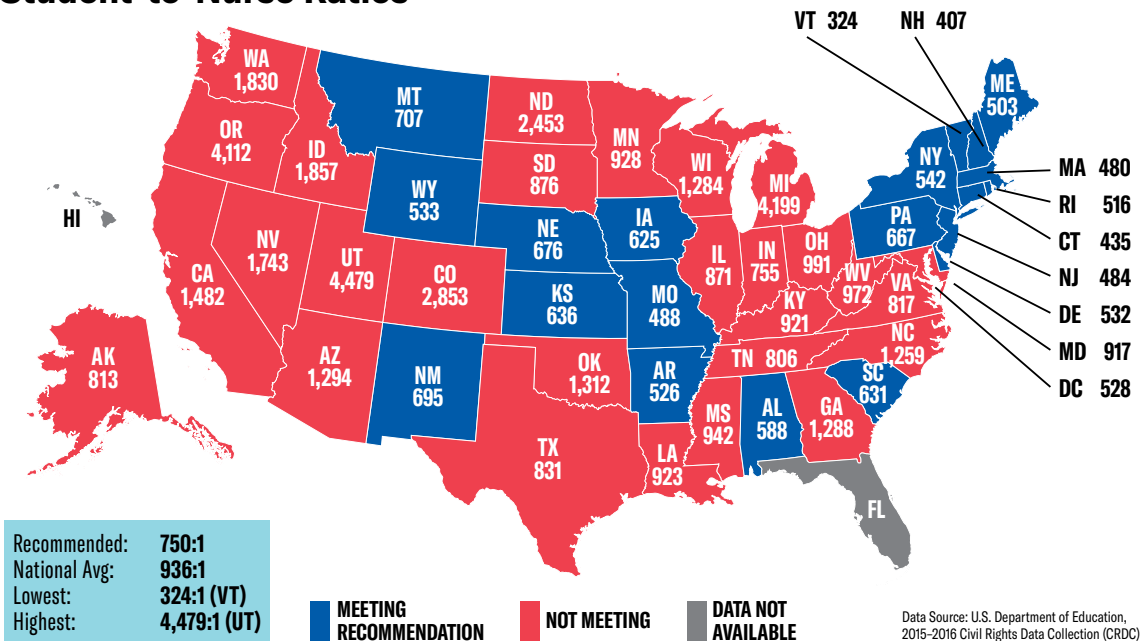 Student-to-Nurse Ratios
VT 324
NH 407
WA
1,830
MT
707
ND
2,453
MN
928
ME
503
OR
4,112
ID
1,857
SD
876
WI
1,284
MI
4,199
NY
542
MA 480
WY
533
RI 516
HI
NE
676
IA
625
PA
667
CT 435
NV
1,743
UT
4,479
CO
2,853
IL
871
IN
755
OH
991
NJ 484
CA
1,482
KS
636
MO
488
WV
972
VA
817
DE 532
KY
921
MD 917
NC
1,259
AK
813
AZ
1,294
NM
695
OK
1,312
AR
526
TN 806
SC
631
DC 528
TX
831
LA
923
MS
942
AL
588
GA
1,288
FL
Recommended: 750:1
National Avg: 936:1
Lowest: 324:1 (VT)
Highest: 4,479:1 (UT)
MEETING
RECOMMENDATION
NOT MEETING
DATA NOT
AVAILABLE
Data Source: U.S. Department of Education,
2015–2016 Civil Rights Data Collection (CRDC)